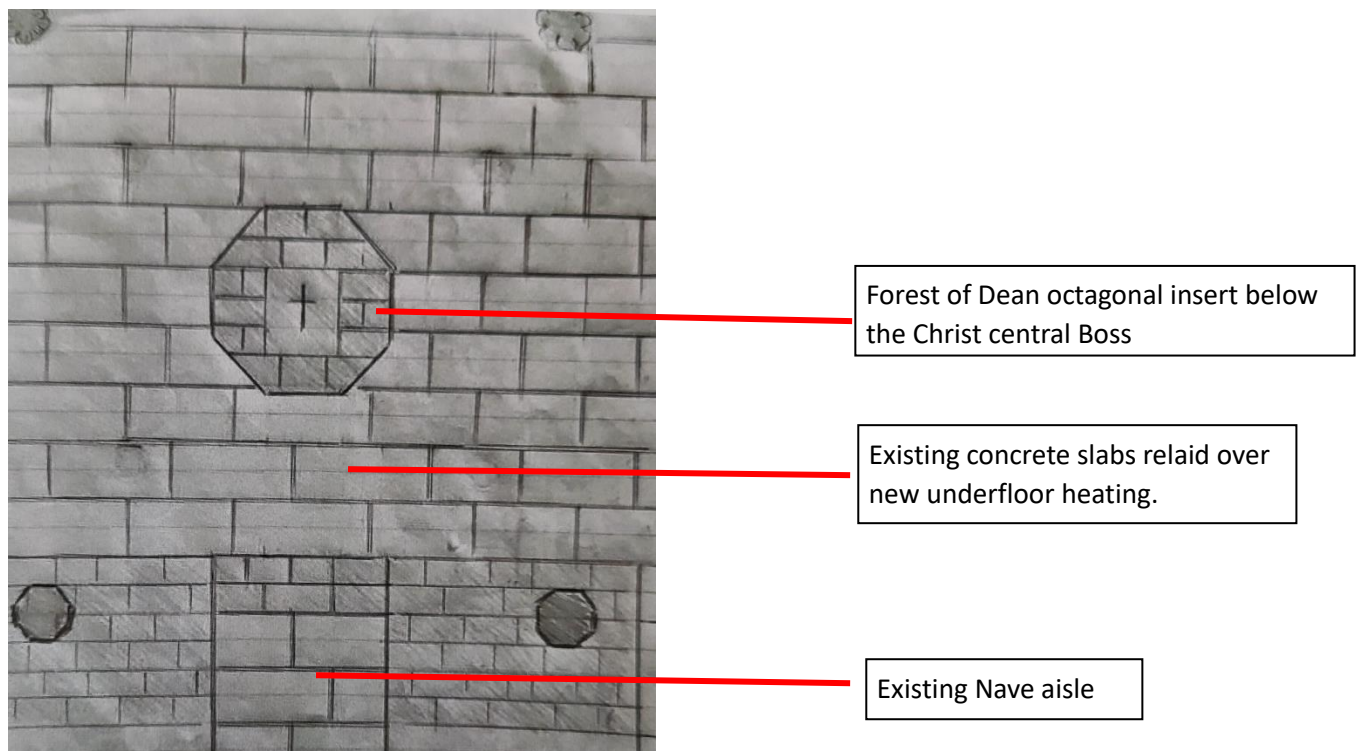 Forest of Dean octagonal insert below
the Christ central Boss
Existing concrete slabs relaid over
new underfloor heating.
Existing Nave aisle